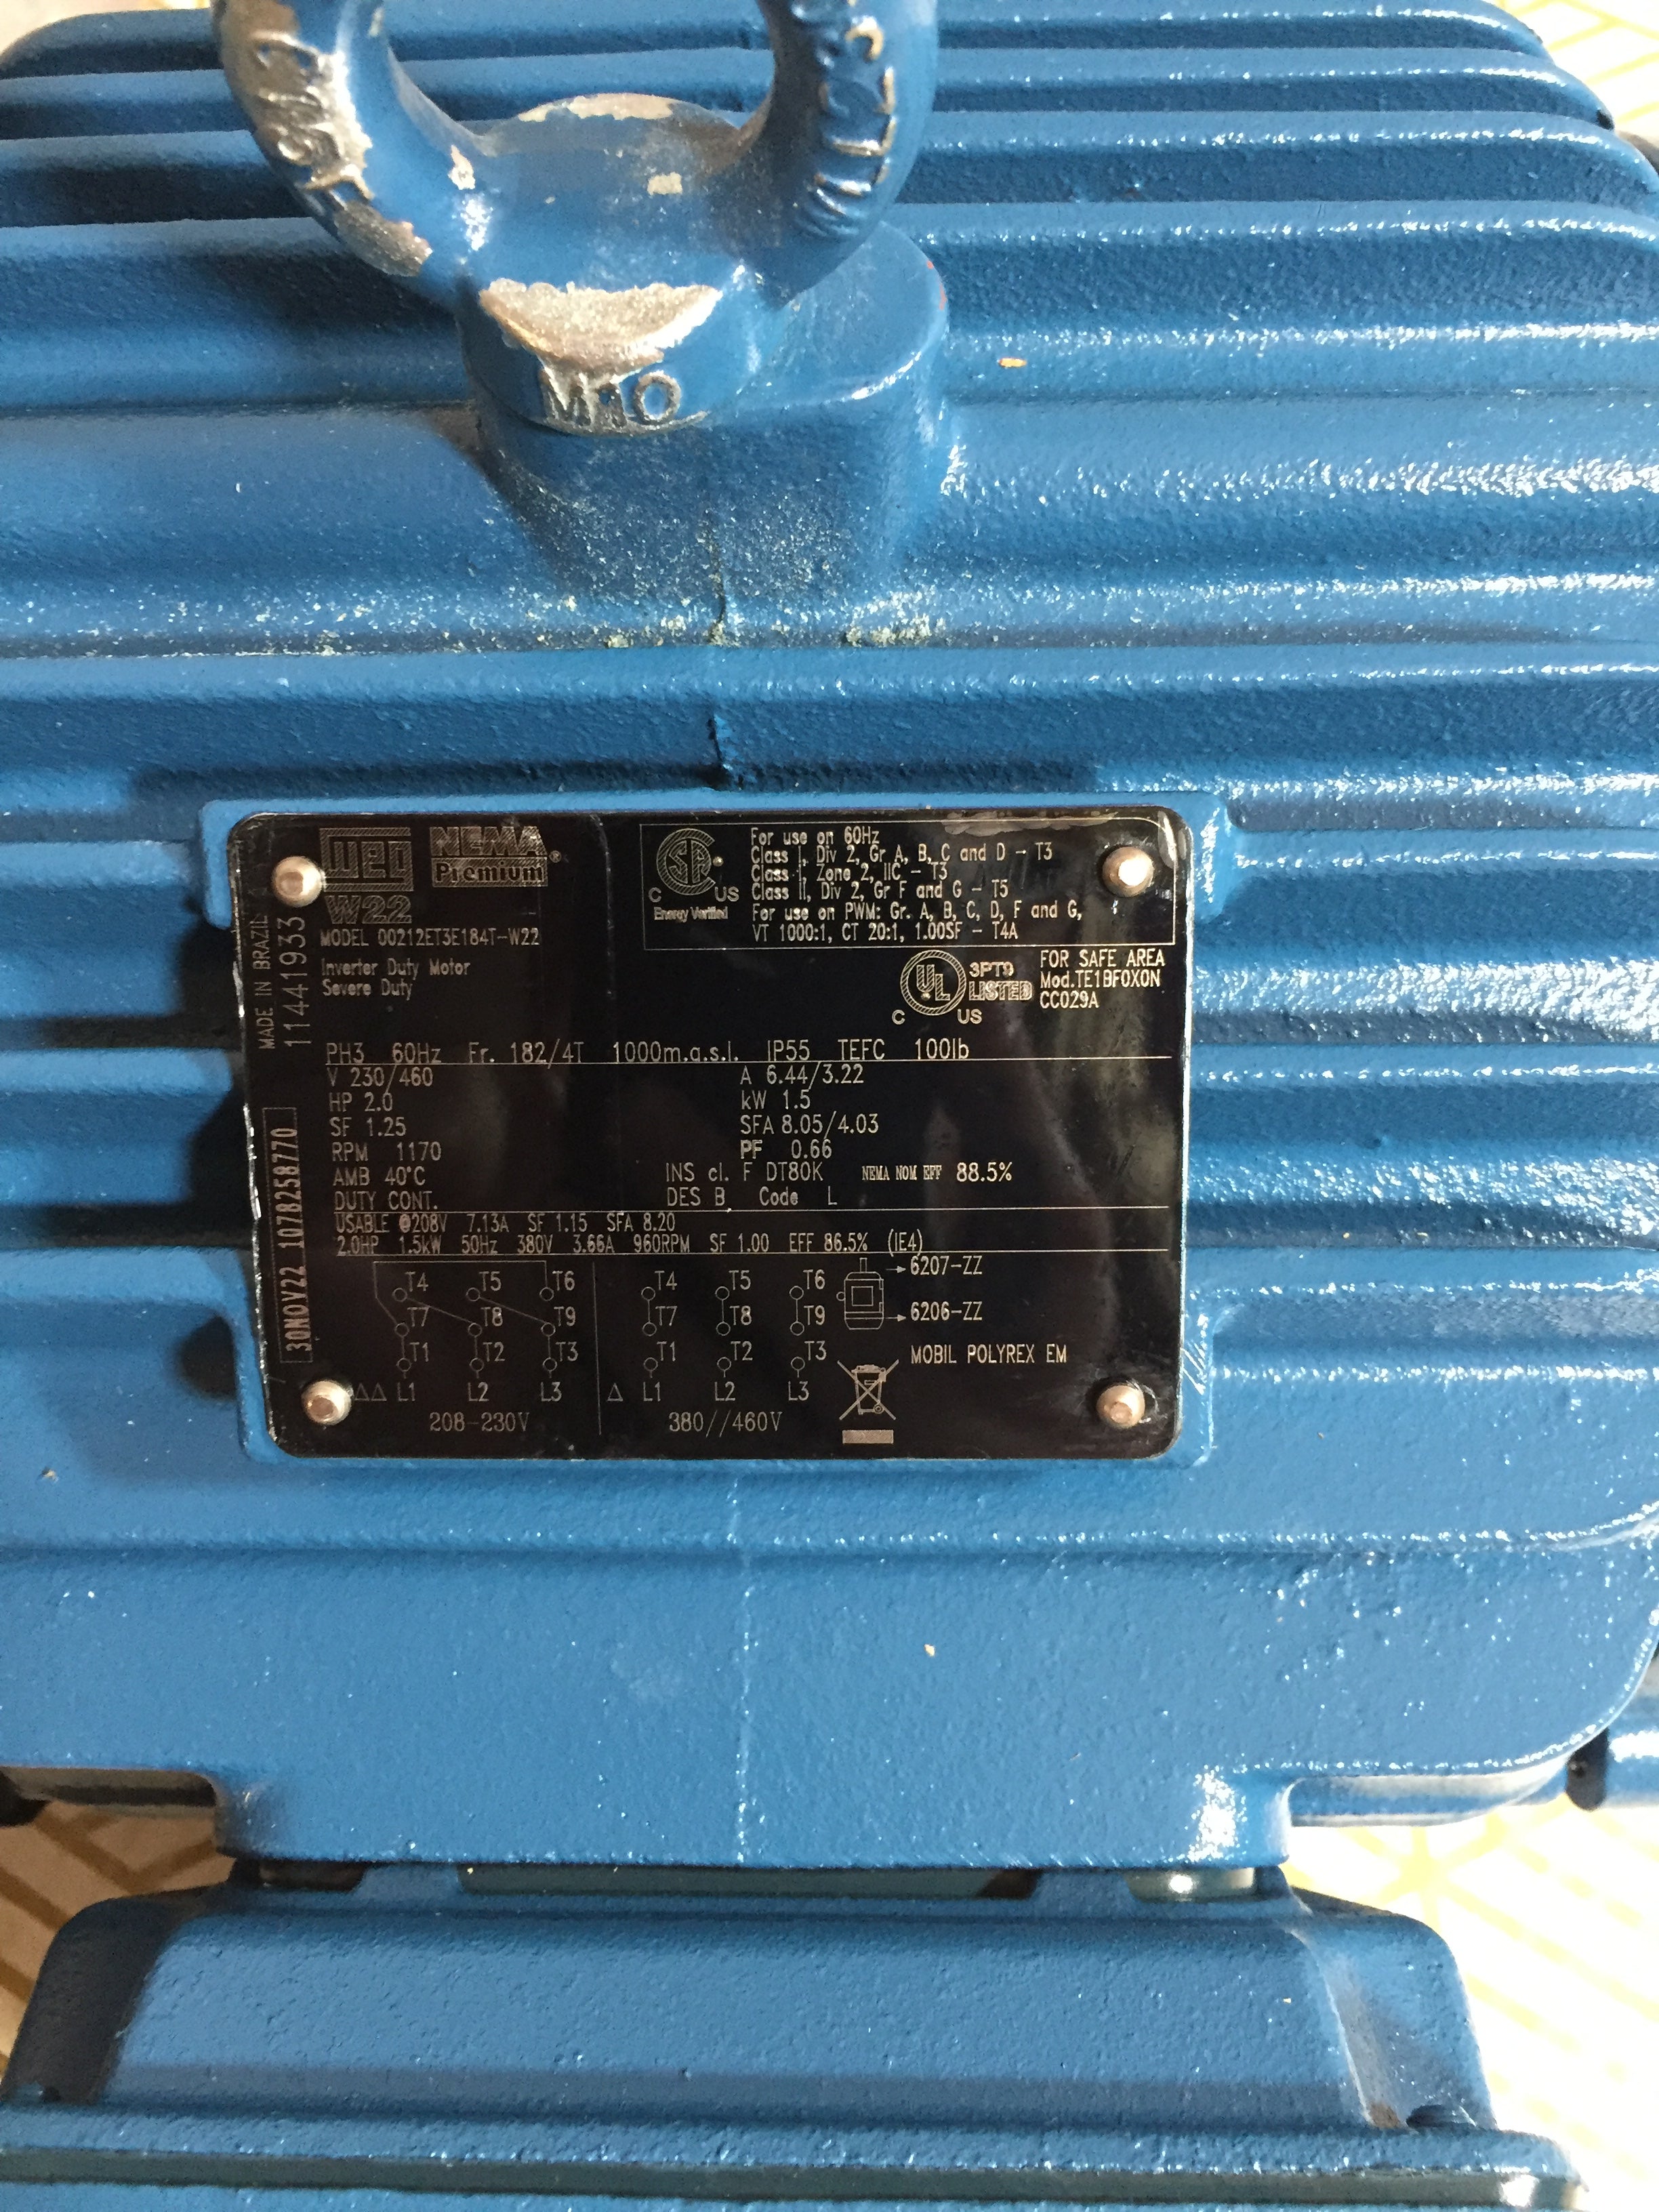 M10
weg
NEMA
Premium®
W22
MODEL 00212ET3E184T-W22
Inverter Duty Motor
Severe Duty
For use on 60Hz
Class I, Div 2, Gr A, B, C and D - T3
Class I, Zone 2, IIC - T3
Class II, Div 2, Gr F and G - T5
For use on PWM: Gr. A, B, C, D, F and G,
VT 1000:1, CT 20:1, 1.00SF - T4A
C US
Energy Verified
UL
C US
3PT9
LISTED
FOR SAFE AREA
Mod.TE1BF0X0N
CC029A
MADE IN BRAZIL
11441933
30NOV22 1078258770
PH3 60Hz Fr. 182/4T 1000m.a.s.l. IP55 TEFC 100lb
V 230/460 A 6.44/3.22
HP 2.0 kW 1.5
SF 1.25 SFA 8.05/4.03
RPM 1170 PF 0.66
AMB 40°C INS cl. F DT80K NEMA NOM EFF 88.5%
DUTY CONT. DES B Code L
USABLE @208V 7.13A SF 1.15 SFA 8.20
2.0HP 1.5kW 50Hz 380V 3.66A 960RPM SF 1.00 EFF 86.5% (IE4)
T4 T5 T6 T4 T5 T6
T7 T8 T9 T7 T8 T9
T1 T2 T3 T1 T2 T3
ΔΔ L1 L2 L3 Δ L1 L2 L3
208-230V 380//460V
6207-ZZ
6206-ZZ
MOBIL POLYREX EM